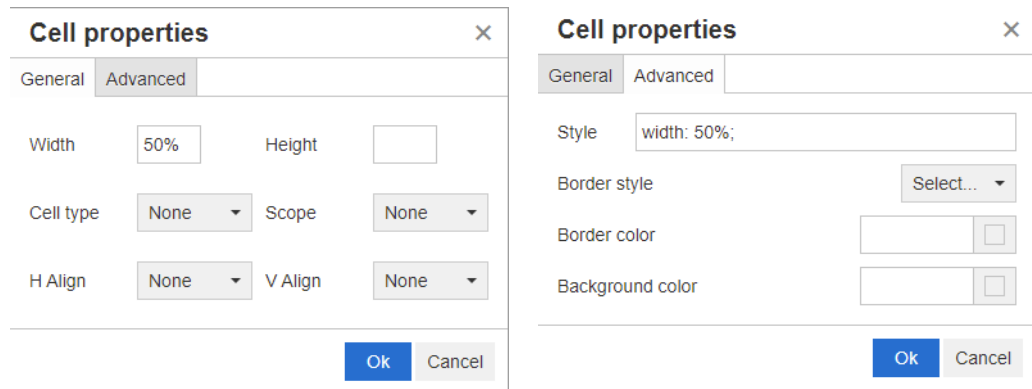 Cell properties ×
General Advanced
Width 50% Height
Cell type None Scope None
H Align None V Align None
Ok Cancel
Cell properties ×
General Advanced
Style width: 50%;
Border style Select...
Border color
Background color
Ok Cancel